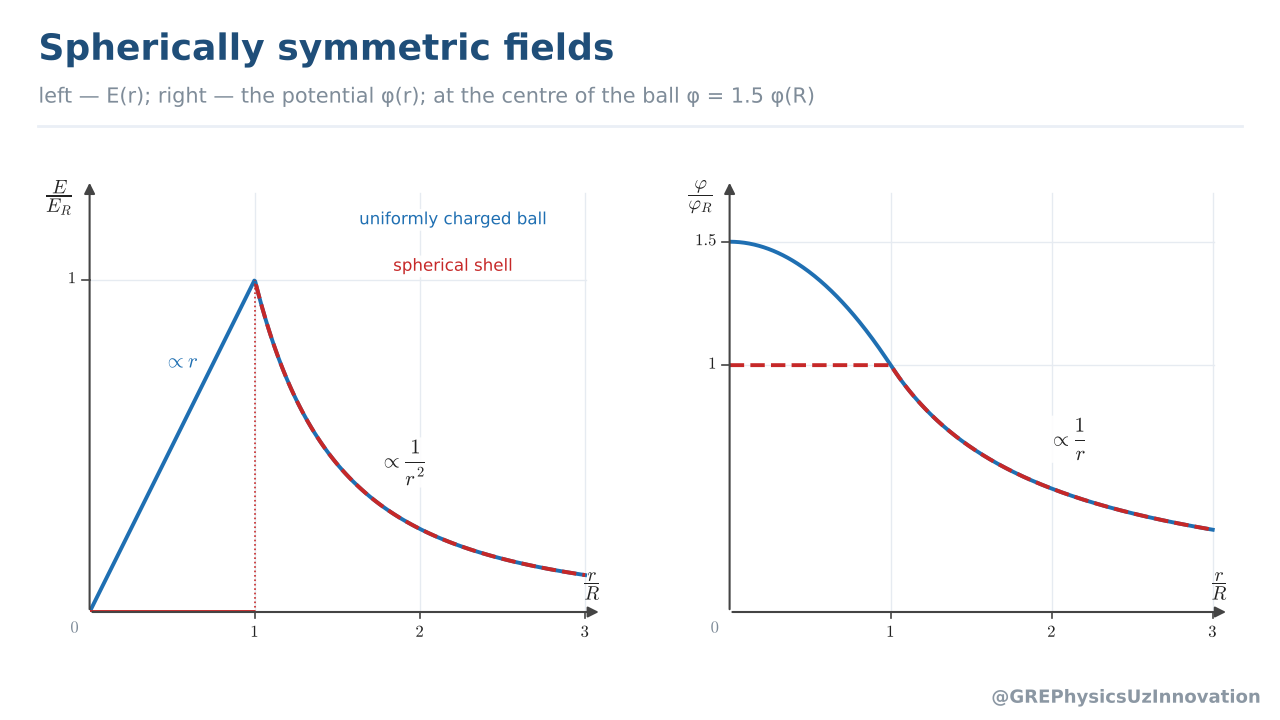 Spherically symmetric fields
left — E(r); right — the potential φ(r); at the centre of the ball φ = 1.5 φ(R)
E/E_R
uniformly charged ball
spherical shell
1
∝ r
∝ 1/r²
r/R
0
1
2
3
φ/φ_R
1.5
1
∝ 1/r
r/R
0
1
2
3
@GREPhysicsUzInnovation